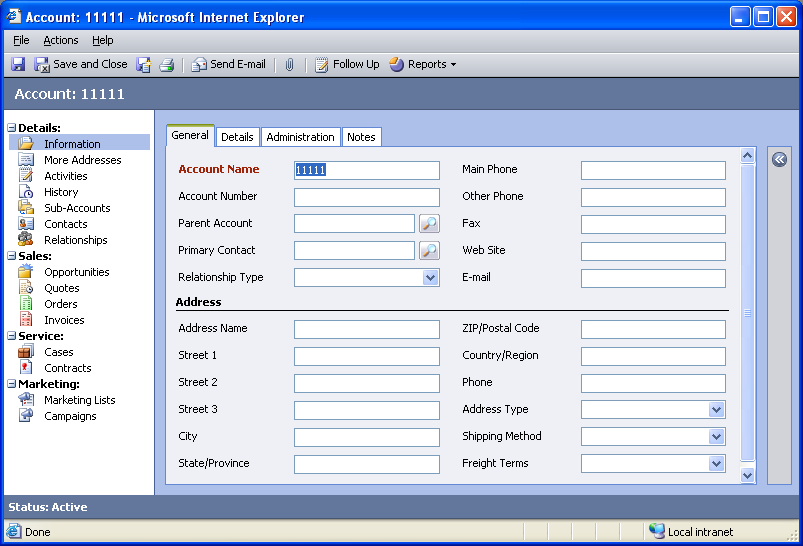 Account: 11111 - Microsoft Internet Explorer
File Actions Help
Save and Close Send E-mail Follow Up Reports
Account: 11111
Details:
Information
More Addresses
Activities
History
Sub-Accounts
Contacts
Relationships
Sales:
Opportunities
Quotes
Orders
Invoices
Service:
Cases
Contracts
Marketing:
Marketing Lists
Campaigns
General Details Administration Notes
Account Name 11111 Main Phone
Account Number Other Phone
Parent Account Fax
Primary Contact Web Site
Relationship Type E-mail
Address
Address Name ZIP/Postal Code
Street 1 Country/Region
Street 2 Phone
Street 3 Address Type
City Shipping Method
State/Province Freight Terms
Status: Active
Done Local intranet